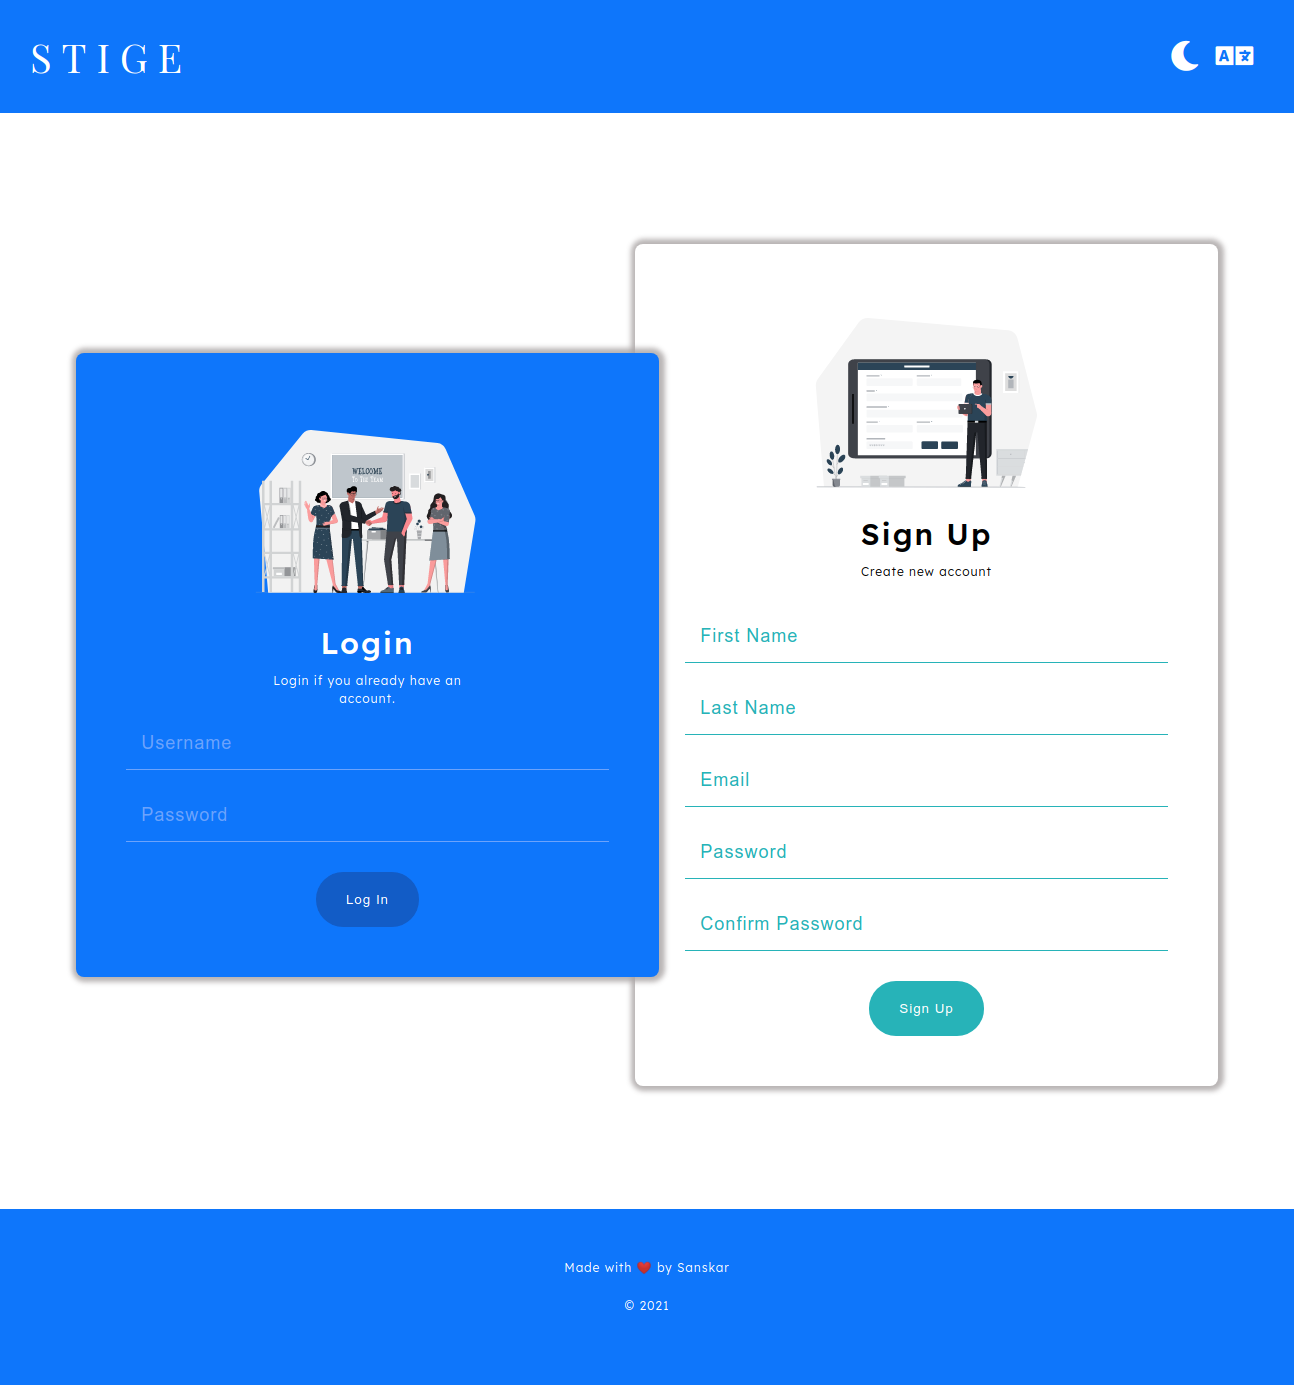 STIGE
A
WELCOME
To The Team
Login
Login if you already have an
account.
Username
Password
Log In
Sign Up
Create new account
First Name
Last Name
Email
Password
Confirm Password
Sign Up
Made with ❤️ by Sanskar
© 2021